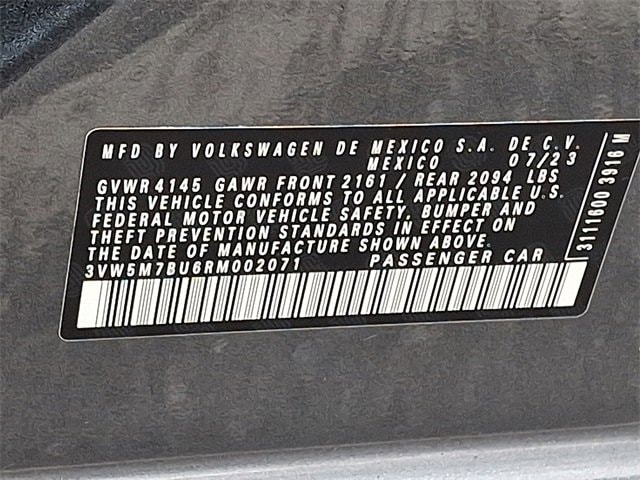 MFD BY VOLKSWAGEN DE MEXICO S.A. DE C.V.
MEXICO 07/23
GVWR 4145 GAWR FRONT 2161 / REAR 2094 LBS
THIS VEHICLE CONFORMS TO ALL APPLICABLE U.S.
FEDERAL MOTOR VEHICLE SAFETY, BUMPER AND
THEFT PREVENTION STANDARDS IN EFFECT ON
THE DATE OF MANUFACTURE SHOWN ABOVE.
3VW5M7BU6RM002071 PASSENGER CAR
3J111600 3916 M